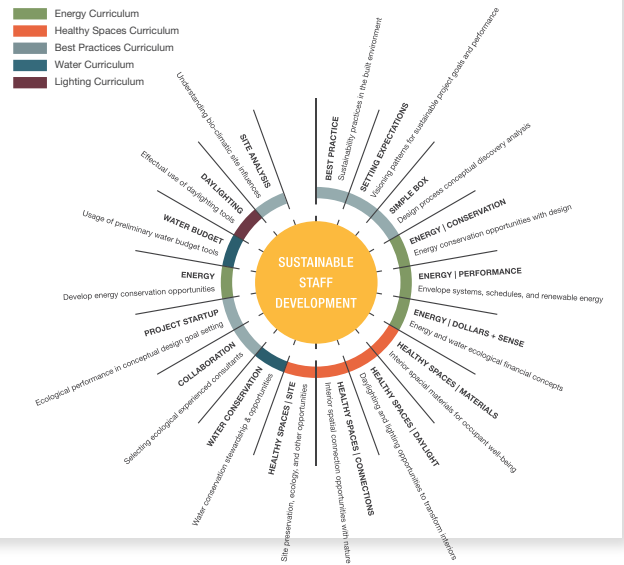 Energy Curriculum
Healthy Spaces Curriculum
Best Practices Curriculum
Water Curriculum
Lighting Curriculum
SUSTAINABLE
STAFF
DEVELOPMENT
BEST PRACTICE
Sustainability practices in the built environment
SETTING EXPECTATIONS
Visioning patterns for sustainable project goals and performance
SIMPLE BOX
Design process conceptual discovery analysis
ENERGY | CONSERVATION
Energy conservation opportunities with design
ENERGY | PERFORMANCE
Envelope systems, schedules, and renewable energy
ENERGY | DOLLARS + SENSE
Energy and water ecological financial concepts
HEALTHY SPACES | MATERIALS
Interior spacial materials for occupant well-being
HEALTHY SPACES | DAYLIGHT
Daylighting and lighting opportunities to transform interiors
HEALTHY SPACES | CONNECTIONS
Interior spatial connection opportunities with nature
HEALTHY SPACES | SITE
Site preservation, ecology, and other opportunities
WATER CONSERVATION
Water conservation stewardship & opportunities
COLLABORATION
Selecting ecological experienced consultants
PROJECT STARTUP
Ecological performance in conceptual design goal setting
ENERGY
Develop energy conservation opportunities
WATER BUDGET
Usage of preliminary water budget tools
DAYLIGHTING
Effectual use of daylighting tools
SITE ANALYSIS
Understanding bio-climatic site influences